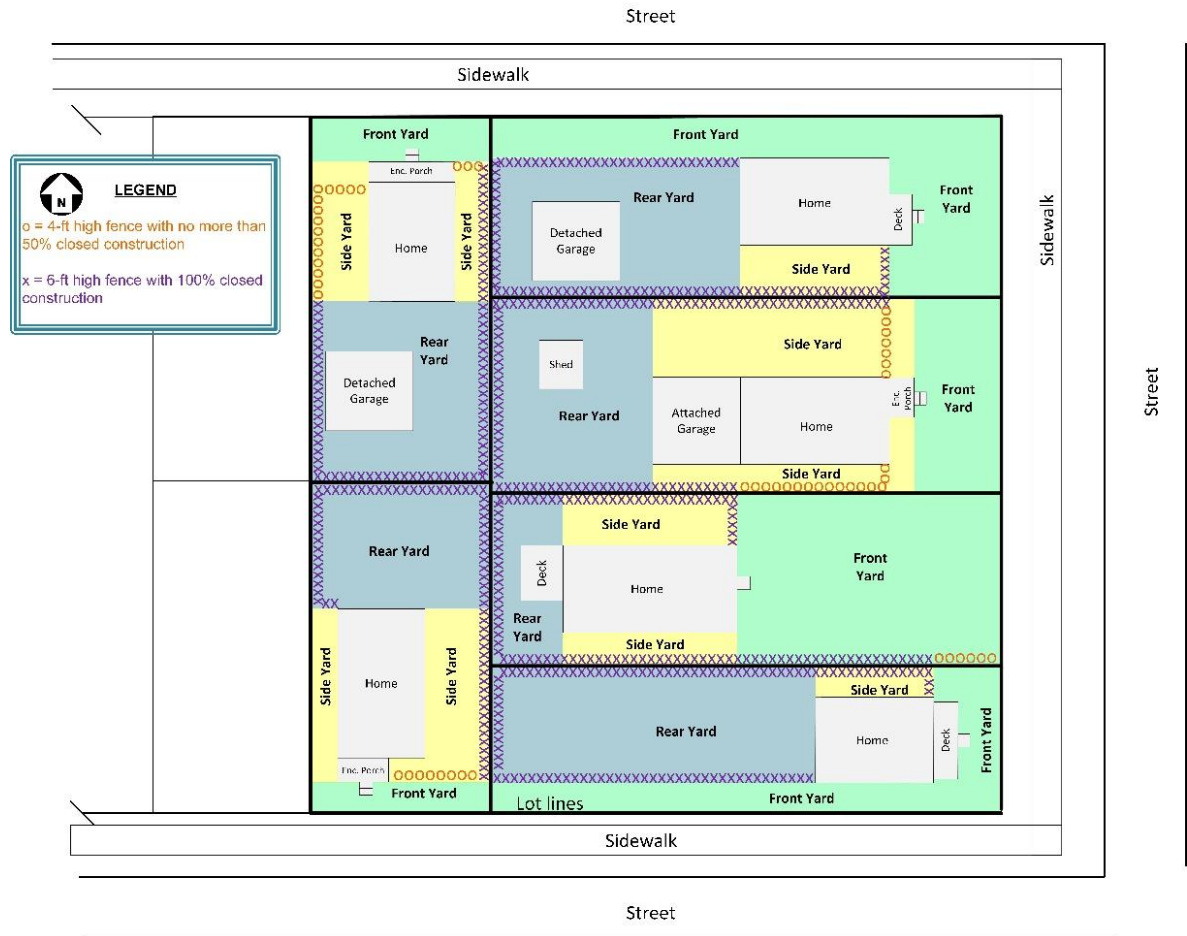 Street
Sidewalk
Front Yard
Front Yard
Enc. Porch
LEGEND
N
o = 4-ft high fence with no more than
50% closed construction
x = 6-ft high fence with 100% closed
construction
Side Yard
Home
Side Yard
Rear Yard
Home
Deck
Front
Yard
Sidewalk
Detached
Garage
Side Yard
Rear
Yard
Detached
Garage
Side Yard
Shed
Rear Yard
Attached
Garage
Home
Enc.
Porch
Front
Yard
Street
Side Yard
Rear Yard
Side Yard
Deck
Home
Front
Yard
Rear
Yard
Side Yard
Side Yard
Home
Side Yard
Enc. Porch
Front Yard
Side Yard
Rear Yard
Home
Deck
Front Yard
Lot lines
Front Yard
Sidewalk
Street